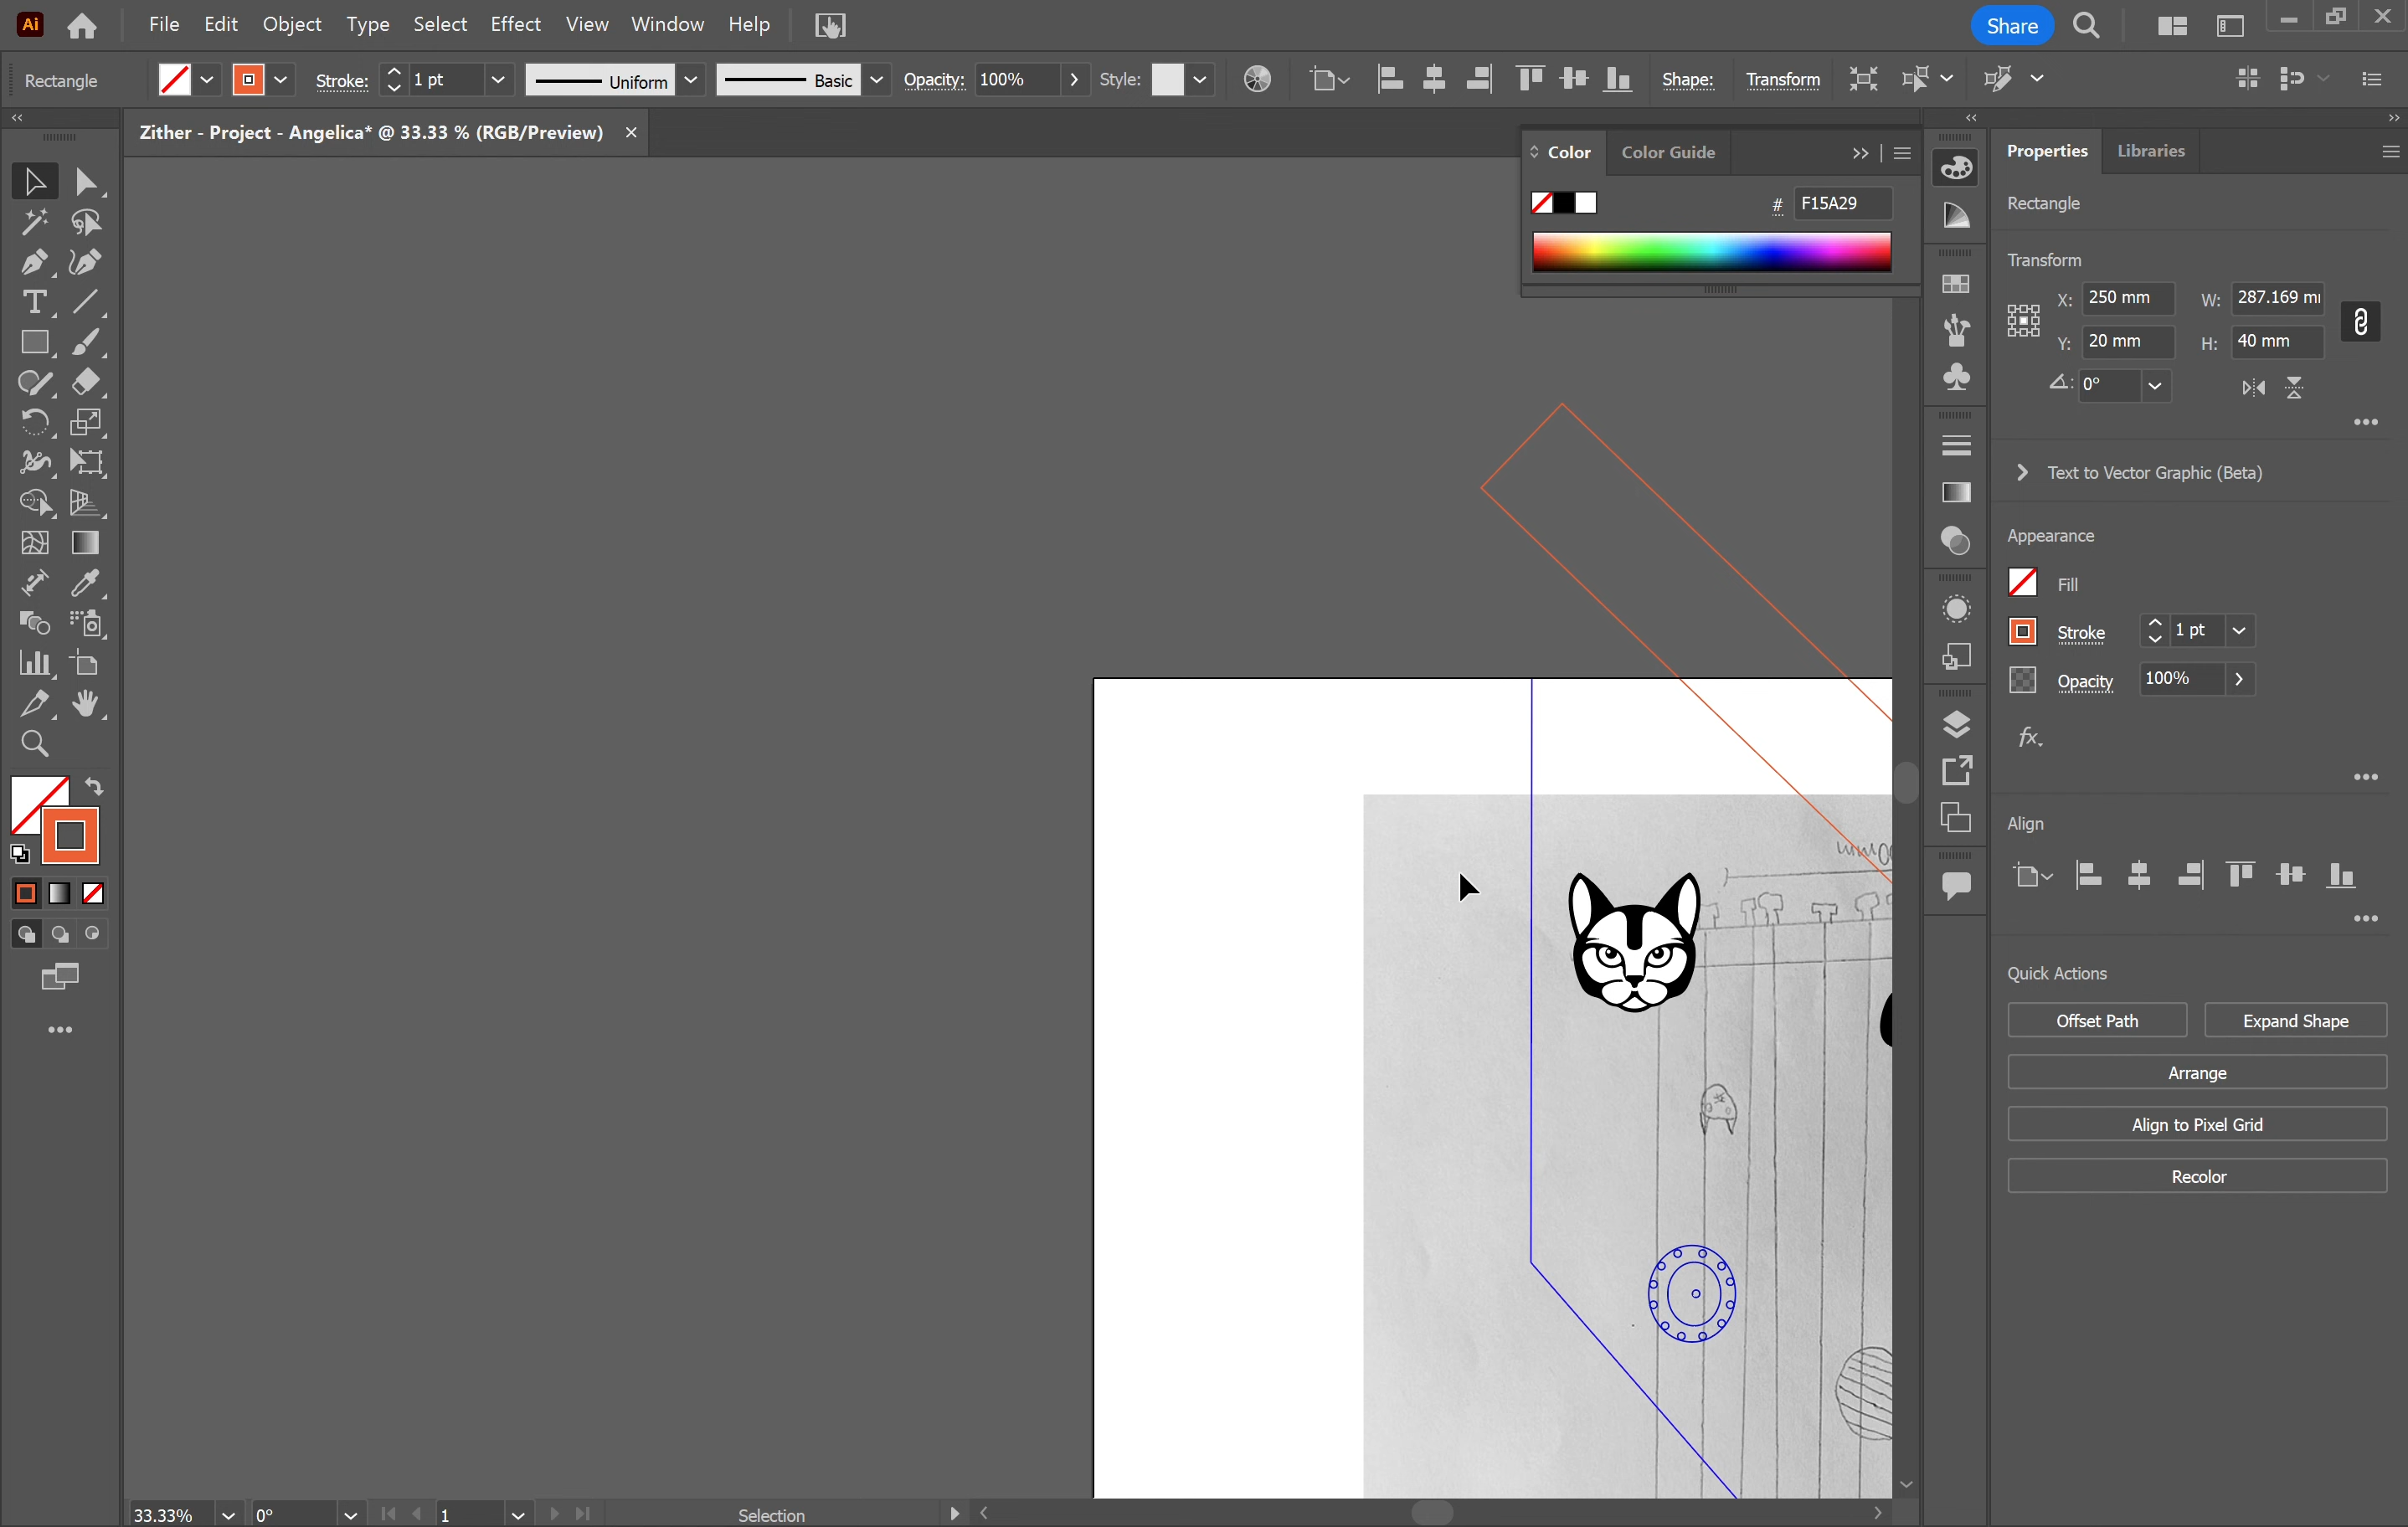 Ai
File Edit Object Type Select Effect View Window Help
Share
Rectangle
Stroke: 1 pt
Uniform
Basic
Opacity: 100%
Style:
Shape:
Transform
Zither - Project - Angelica* @ 33.33 % (RGB/Preview)
Color
Color Guide
# F15A29
Properties
Libraries
Rectangle
Transform
X: 250 mm W: 287.169 m
Y: 20 mm H: 40 mm
0°
Text to Vector Graphic (Beta)
Appearance
Fill
Stroke 1 pt
Opacity 100%
fx
Align
Quick Actions
Offset Path
Expand Shape
Arrange
Align to Pixel Grid
Recolor
33.33% 0° 1 Selection